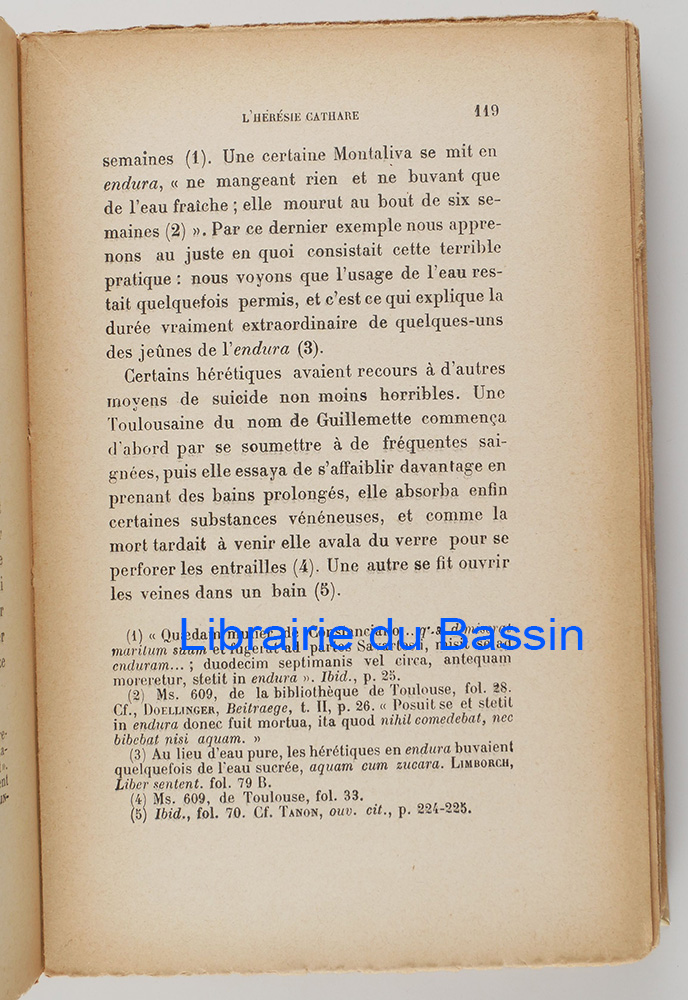 L'HÉRÉSIE CATHARE 119
semaines (1). Une certaine Montaliva se mit en
endura, « ne mangeant rien et ne buvant que
de l'eau fraîche ; elle mourut au bout de six se-
maines (2) ». Par ce dernier exemple nous appre-
nons au juste en quoi consistait cette terrible
pratique : nous voyons que l'usage de l'eau res-
tait quelquefois permis, et c'est ce qui explique la
durée vraiment extraordinaire de quelques-uns
des jeûnes de l'endura (3).
Certains hérétiques avaient recours à d'autres
moyens de suicide non moins horribles. Une
Toulousaine du nom de Guillemette commença
d'abord par se soumettre à de fréquentes sai-
gnées, puis elle essaya de s'affaiblir davantage en
prenant des bains prolongés, elle absorba enfin
certaines substances vénéneuses, et comme la
mort tardait à venir elle avala du verre pour se
perforer les entrailles (4). Une autre se fit ouvrir
les veines dans un bain (5).
(1) « Quædam mulier de Constanciano
Librairie du Bassin
maritum suum et fugerat ad partes
enduram... ; duodecim septimanis vel circa, antequam
moreretur, stetit in endura ». Ibid., p. 25.
(2) Ms. 609, de la bibliothèque de Toulouse, fol. 28.
Cf., DOELLINGER, Beitraege, t. II, p. 26. « Posuit se et stetit
in endura donec fuit mortua, ita quod nihil comedebat, nec
bibebat nisi aquam. »
(3) Au lieu d'eau pure, les hérétiques en endura buvaient
quelquefois de l'eau sucrée, aquam cum zucara. LIMBORCH,
Liber sentent. fol. 79 B.
(4) Ms. 609, de Toulouse, fol. 33.
(5) Ibid., fol. 70. Cf. TANON, ouv. cit., p. 224-225.